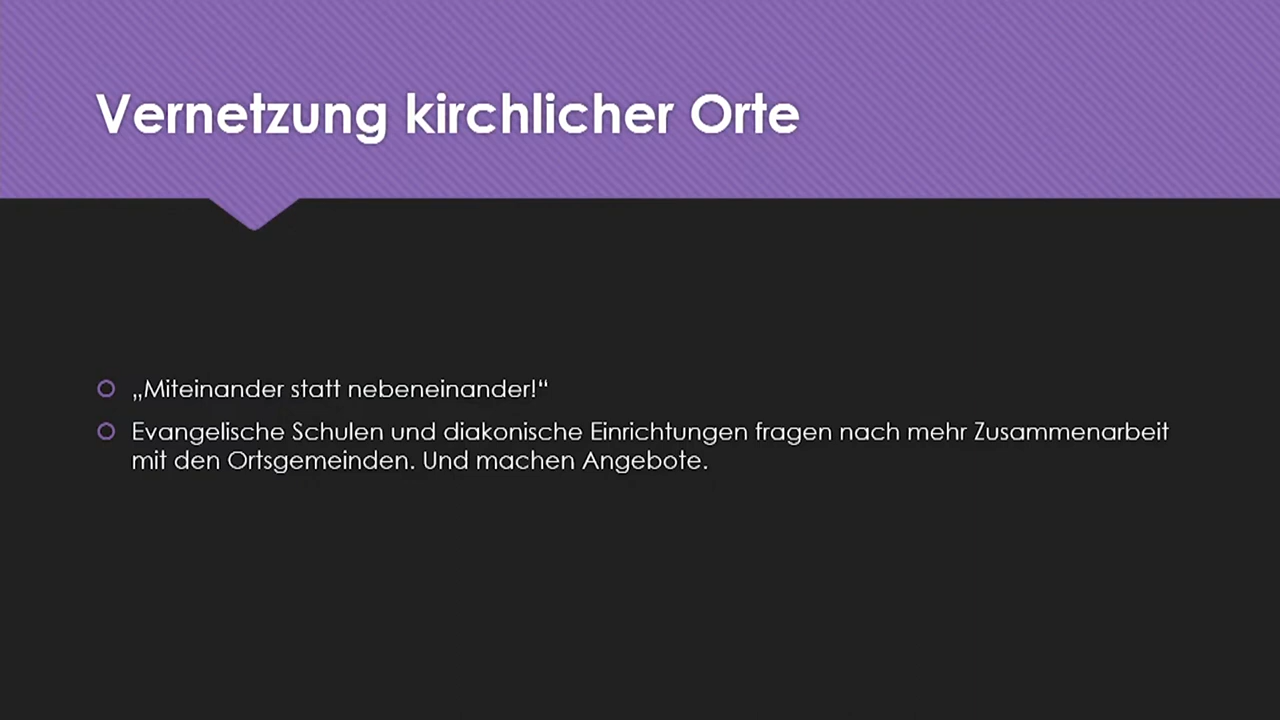 Vernetzung kirchlicher Orte
„Miteinander statt nebeneinander!“
Evangelische Schulen und diakonische Einrichtungen fragen nach mehr Zusammenarbeit
mit den Ortsgemeinden. Und machen Angebote.